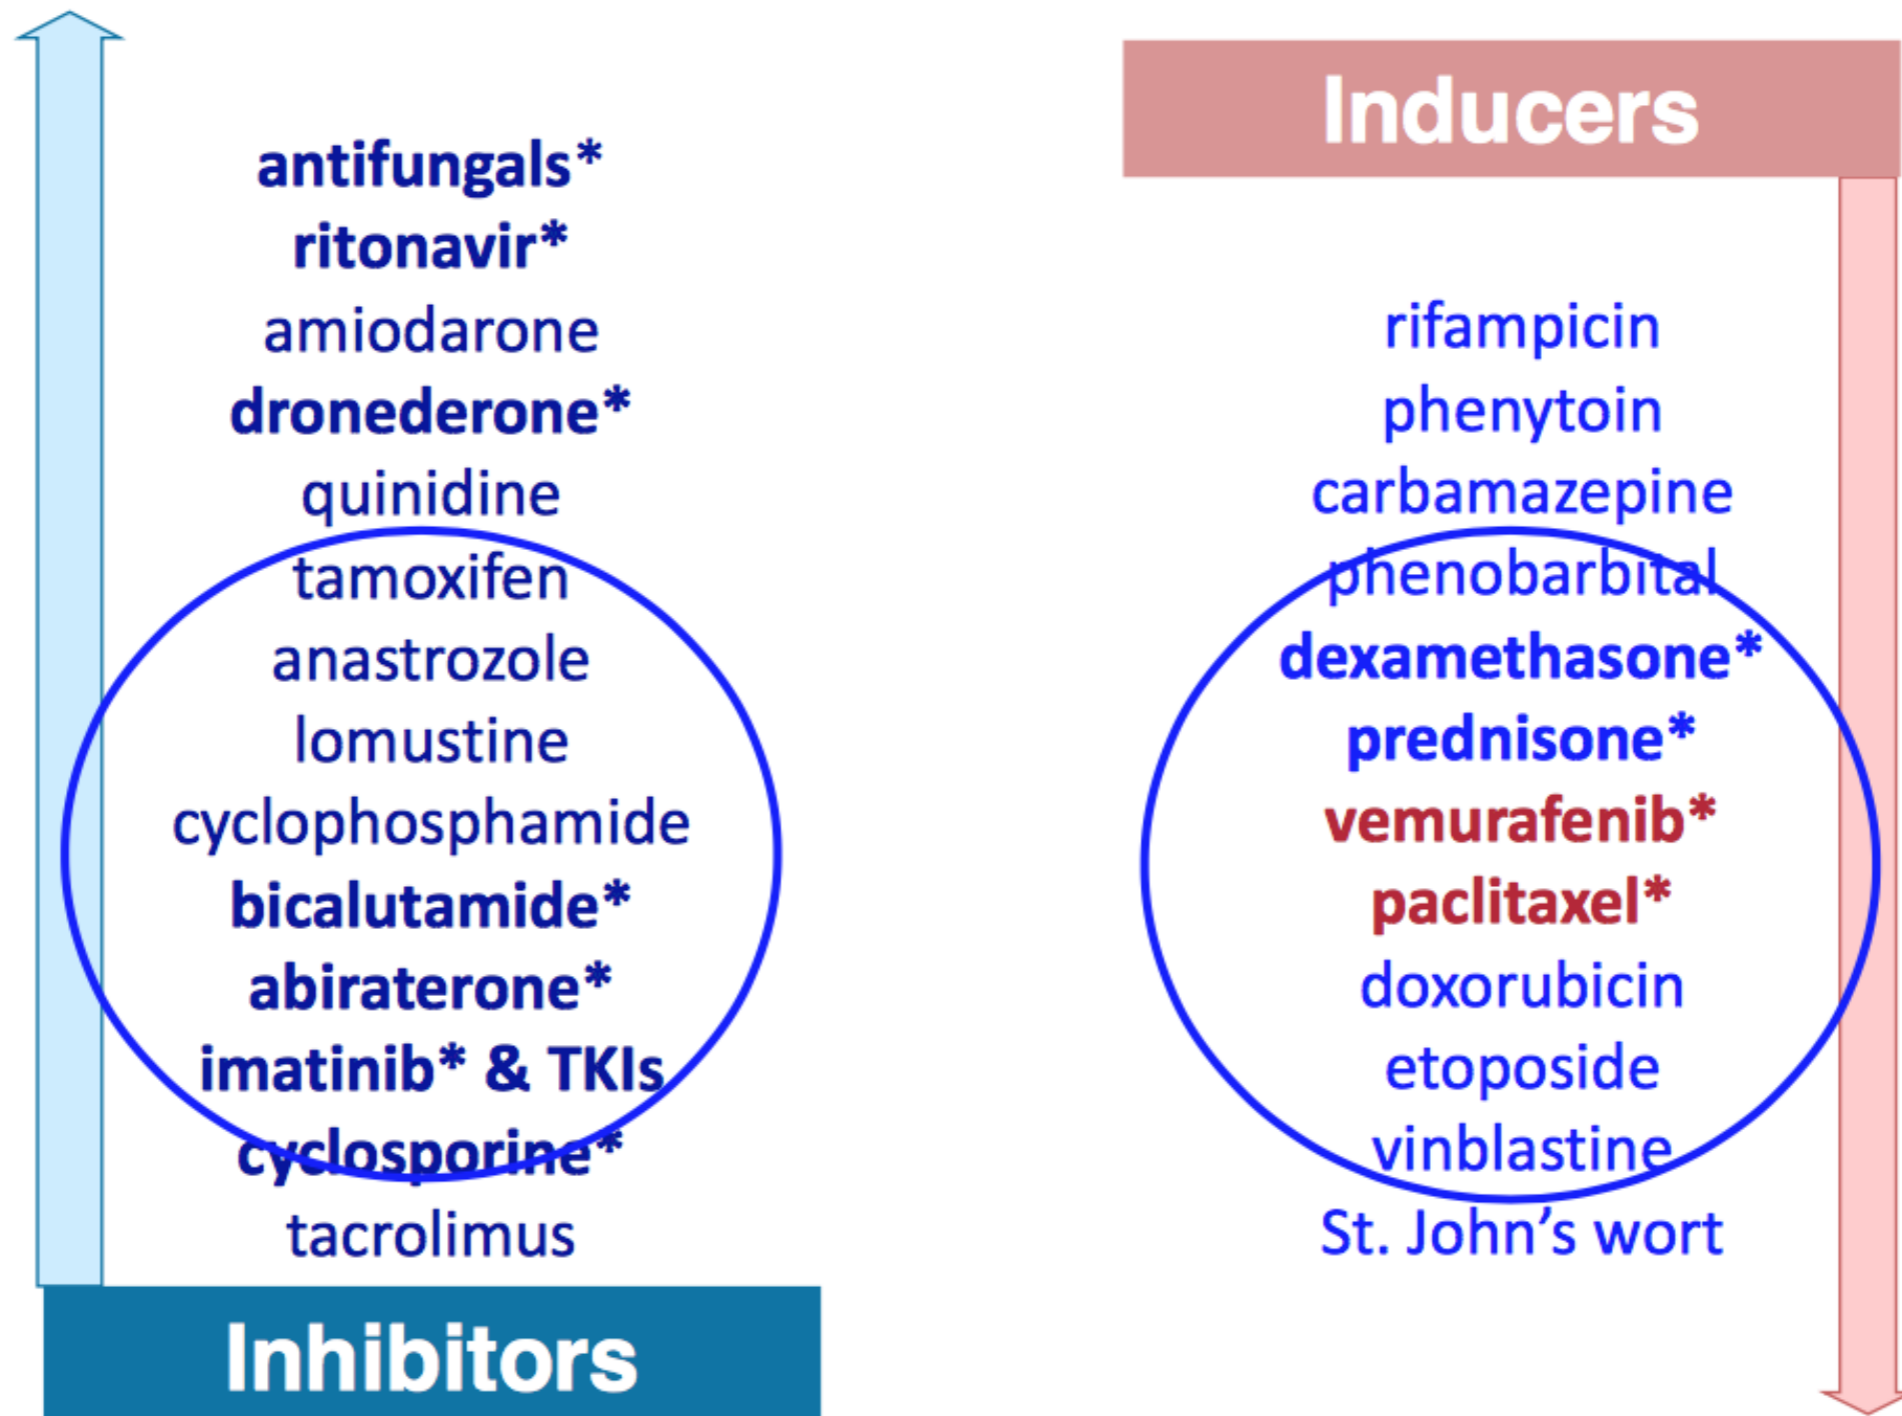 antifungals*
ritonavir*
amiodarone
dronederone*
quinidine
tamoxifen
anastrozole
lomustine
cyclophosphamide
bicalutamide*
abiraterone*
imatinib* & TKIs
cyclosporine*
tacrolimus
Inhibitors
Inducers
rifampicin
phenytoin
carbamazepine
phenobarbital
dexamethasone*
prednisone*
vemurafenib*
paclitaxel*
doxorubicin
etoposide
vinblastine
St. John’s wort